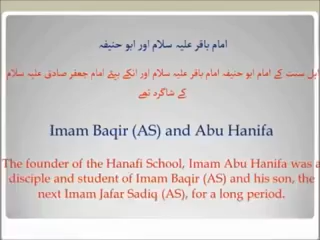 امام باقر علیہ سلام اور ابو حنیفہ
اہل سنت کے امام ابو حنیفہ امام باقر علیہ سلام اور انکے بیٹے امام جعفر صادق علیہ سلام
کے شاگرد تھے
Imam Baqir (AS) and Abu Hanifa
The founder of the Hanafi School, Imam Abu Hanifa was a
disciple and student of Imam Baqir (AS) and his son, the
next Imam Jafar Sadiq (AS), for a long period.